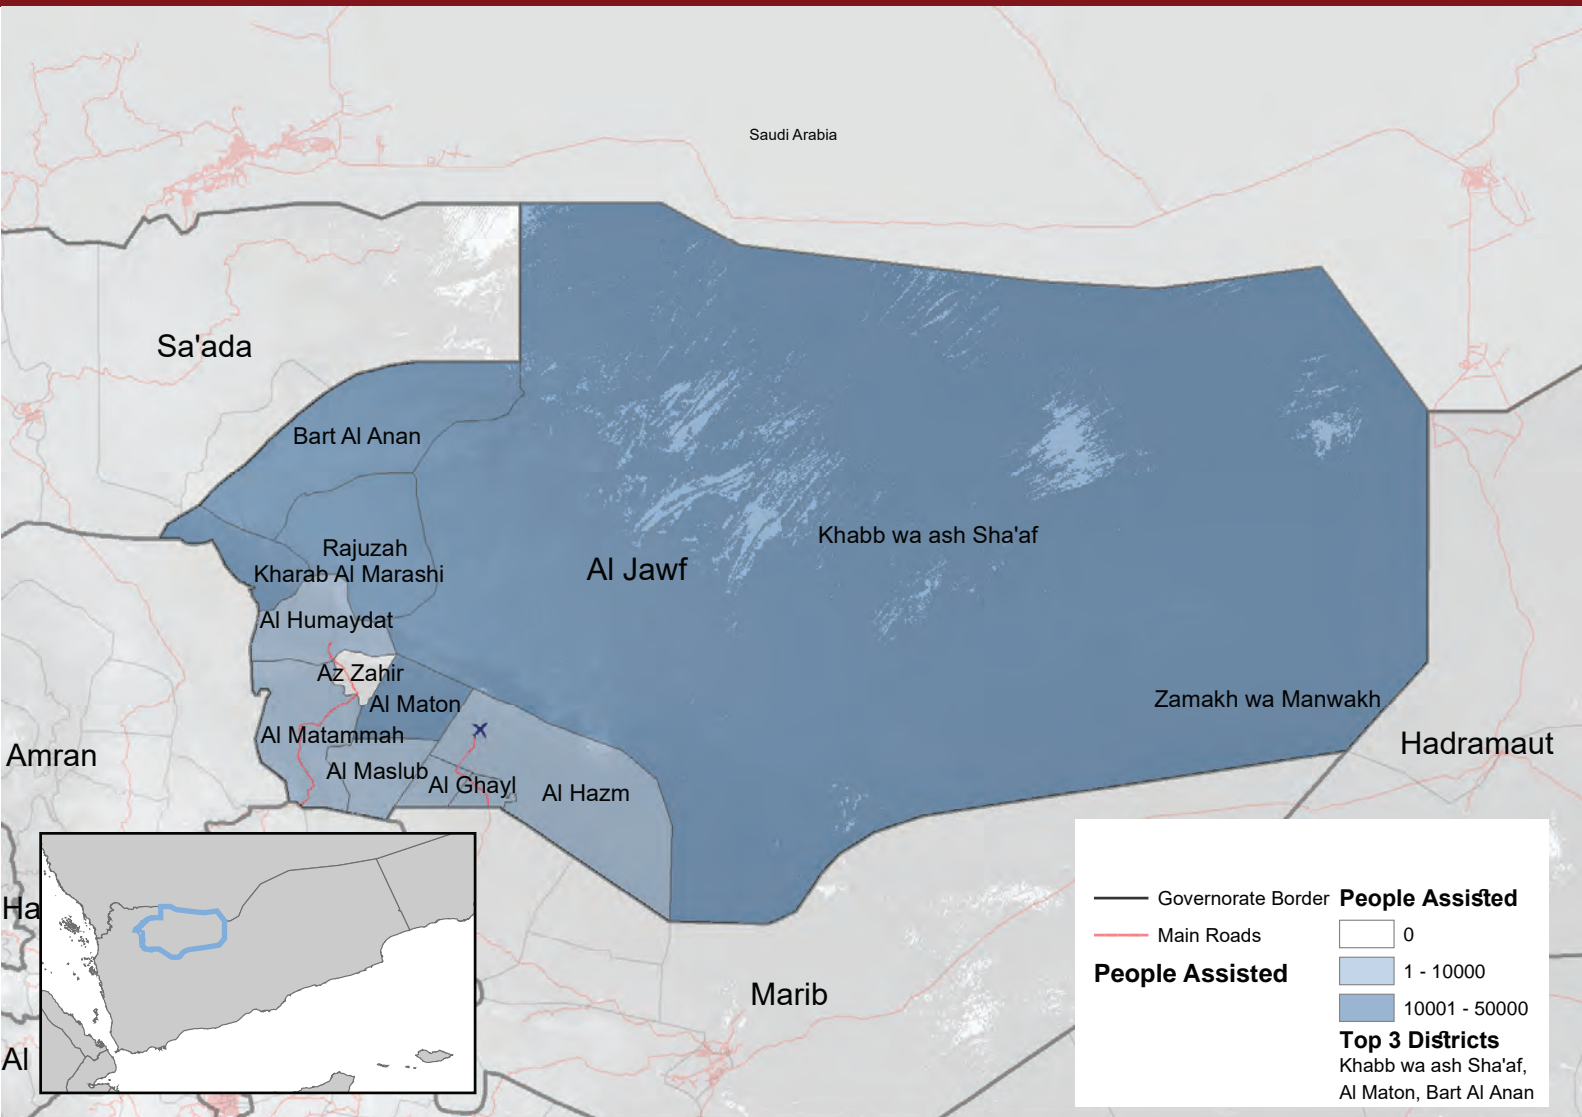 Saudi Arabia
Sa'ada
Bart Al Anan
Khabb wa ash Sha'af
Rajuzah
Al Jawf
Kharab Al Marashi
Al Humaydat
Az Zahir
Al Maton
Zamakh wa Manwakh
Al Matammah
Hadramaut
Amran
Al Maslub
Al Ghayl
Al Hazm
Ha
Marib
Al
Governorate Border
Main Roads
People Assisted
People Assisted
0
1 - 10000
10001 - 50000
Top 3 Districts
Khabb wa ash Sha'af,
Al Maton, Bart Al Anan